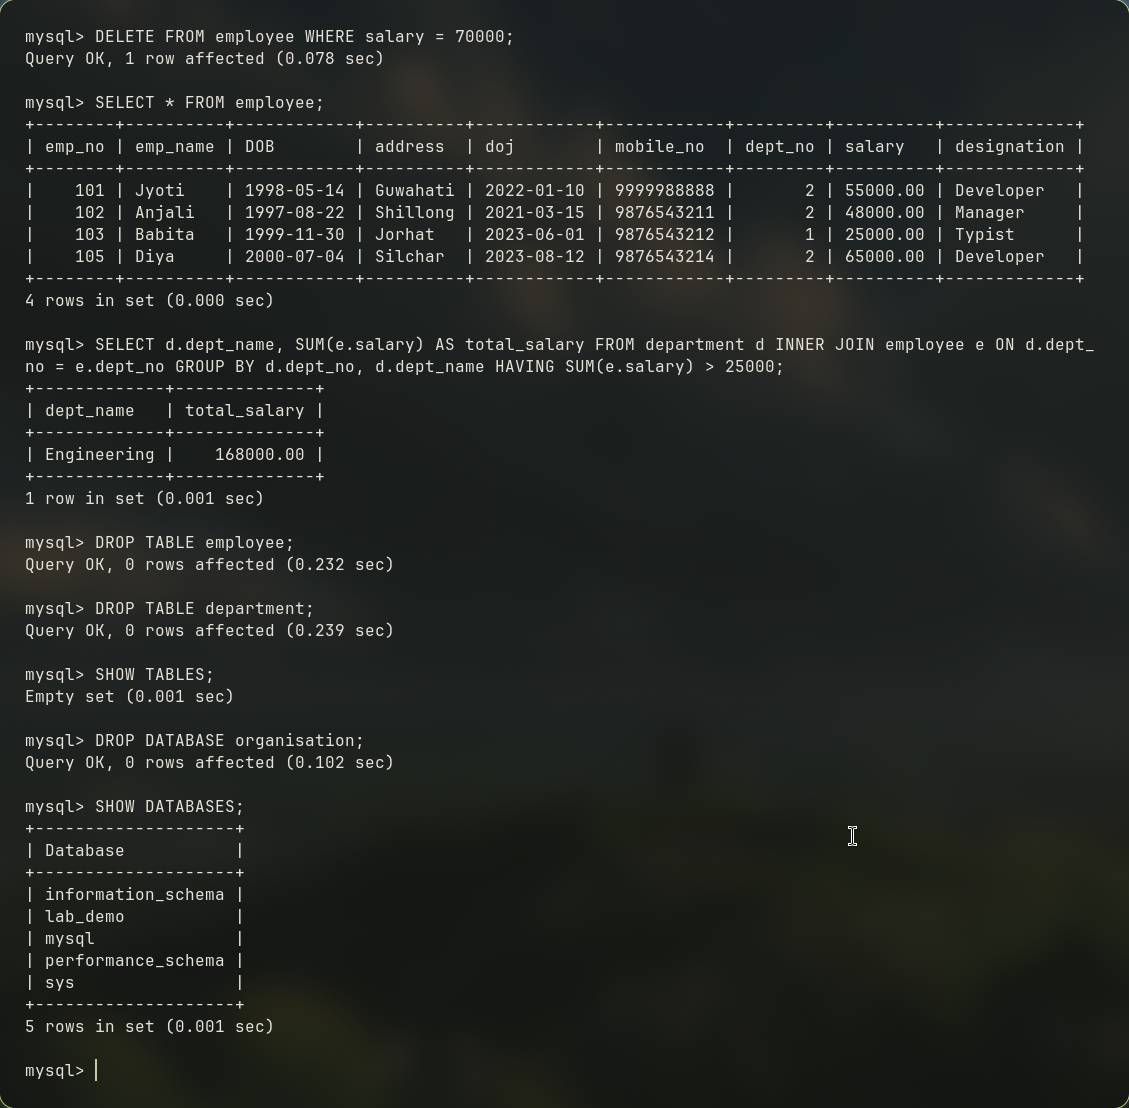 mysql> DELETE FROM employee WHERE salary = 70000;
Query OK, 1 row affected (0.078 sec)

mysql> SELECT * FROM employee;
+--------+----------+------------+----------+------------+------------+---------+----------+-------------+
| emp_no | emp_name | DOB        | address  | doj        | mobile_no  | dept_no | salary   | designation |
+--------+----------+------------+----------+------------+------------+---------+----------+-------------+
|    101 | Jyoti    | 1998-05-14 | Guwahati | 2022-01-10 | 9999988888 |       2 | 55000.00 | Developer   |
|    102 | Anjali   | 1997-08-22 | Shillong | 2021-03-15 | 9876543211 |       2 | 48000.00 | Manager     |
|    103 | Babita   | 1999-11-30 | Jorhat   | 2023-06-01 | 9876543212 |       1 | 25000.00 | Typist      |
|    105 | Diya     | 2000-07-04 | Silchar  | 2023-08-12 | 9876543214 |       2 | 65000.00 | Developer   |
+--------+----------+------------+----------+------------+------------+---------+----------+-------------+
4 rows in set (0.000 sec)

mysql> SELECT d.dept_name, SUM(e.salary) AS total_salary FROM department d INNER JOIN employee e ON d.dept_
no = e.dept_no GROUP BY d.dept_no, d.dept_name HAVING SUM(e.salary) > 25000;
+-------------+--------------+
| dept_name   | total_salary |
+-------------+--------------+
| Engineering |    168000.00 |
+-------------+--------------+
1 row in set (0.001 sec)

mysql> DROP TABLE employee;
Query OK, 0 rows affected (0.232 sec)

mysql> DROP TABLE department;
Query OK, 0 rows affected (0.239 sec)

mysql> SHOW TABLES;
Empty set (0.001 sec)

mysql> DROP DATABASE organisation;
Query OK, 0 rows affected (0.102 sec)

mysql> SHOW DATABASES;
+--------------------+
| Database           |
+--------------------+
| information_schema |
| lab_demo           |
| mysql              |
| performance_schema |
| sys                |
+--------------------+
5 rows in set (0.001 sec)

mysql>